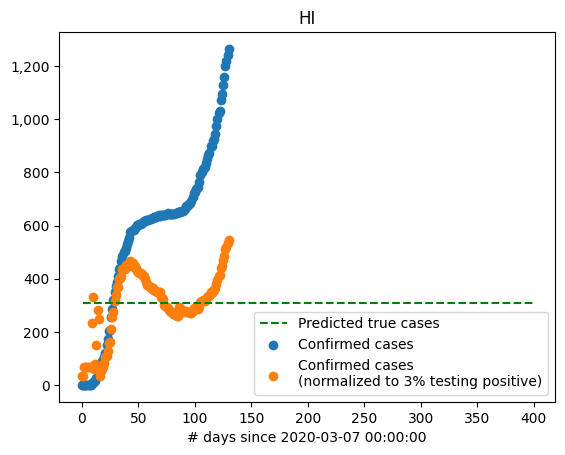 HI
1,200
1,000
800
600
400
200
0
0 50 100 150 200 250 300 350 400
# days since 2020-03-07 00:00:00
Predicted true cases
Confirmed cases
Confirmed cases
(normalized to 3% testing positive)